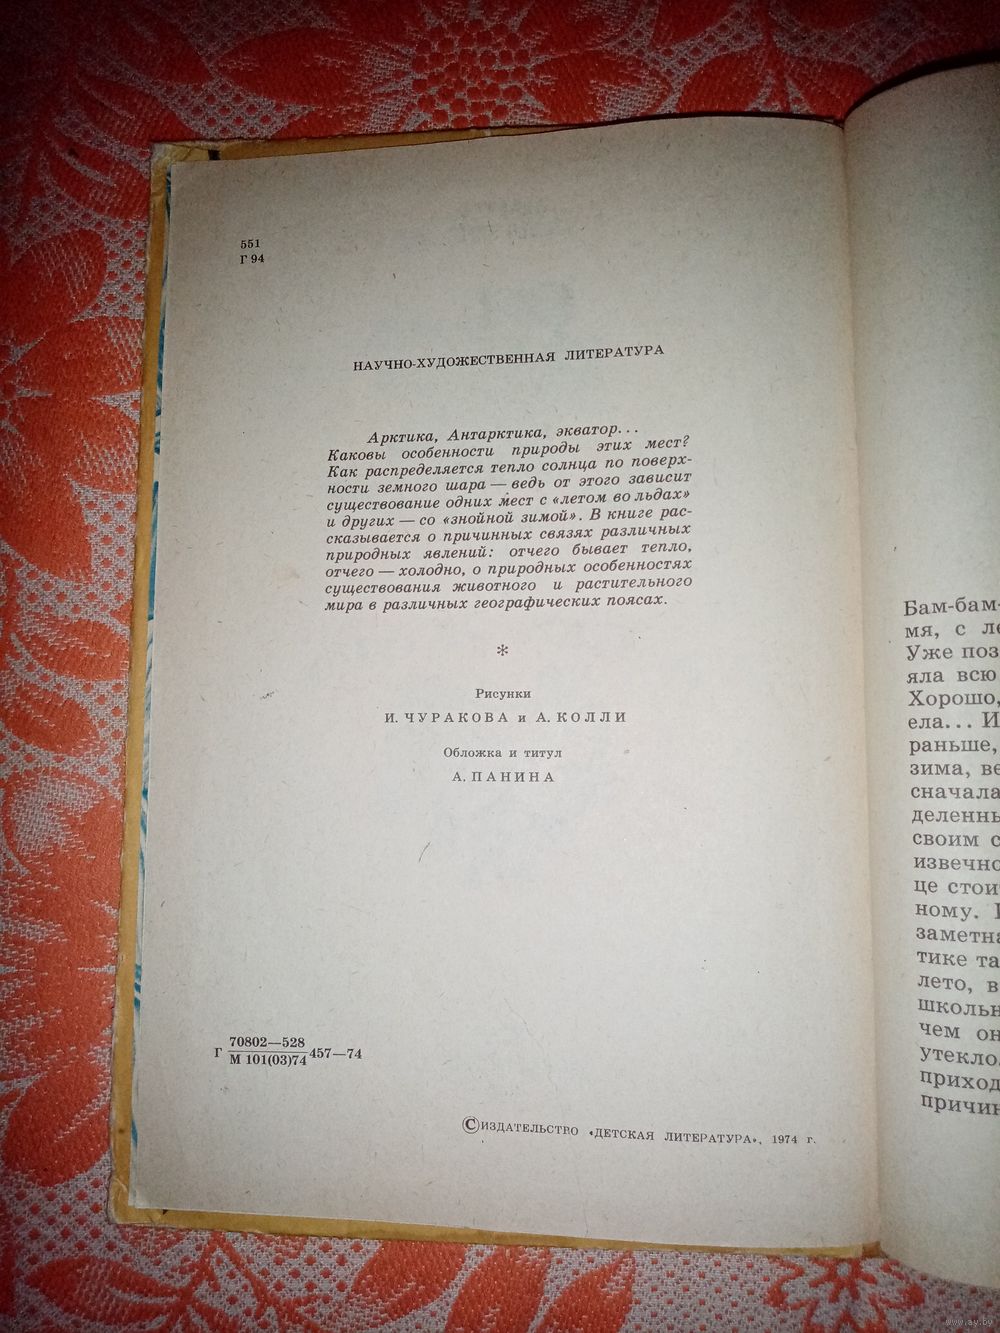 551
Г 94
НАУЧНО-ХУДОЖЕСТВЕННАЯ ЛИТЕРАТУРА
Арктика, Антарктика, экватор...
Каковы особенности природы этих мест?
Как распределяется тепло солнца по поверх-
ности земного шара — ведь от этого зависит
существование одних мест с «летом во льдах»
и других — со «знойной зимой». В книге рас-
сказывается о причинных связях различных
природных явлений: отчего бывает тепло,
отчего — холодно, о природных особенностях
существования животного и растительного
мира в различных географических поясах.
*
Рисунки
И. ЧУРАКОВА и А. КОЛЛИ
Обложка и титул
А. ПАНИНА
Г 70802—528
М 101(03)74 457—74
© ИЗДАТЕЛЬСТВО «ДЕТСКАЯ ЛИТЕРАТУРА», 1974 г.
Бам-бам-
мя, с ле
Уже поз
яла всю
Хорошо,
ела... И
раньше,
зима, ве
сначала
деленны
своим с
извечно
це стои
ному.
заметна
тике та
лето, в
школьн
чем он
утекло.
приход
причин
www.ay.by